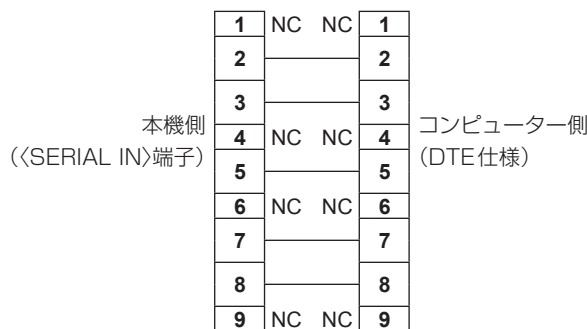 1 NC NC 1
2 2
3 3
本機側
（〈SERIAL IN〉端子）
4 NC NC 4
コンピューター側
（DTE仕様）
5 5
6 NC NC 6
7 7
8 8
9 NC NC 9